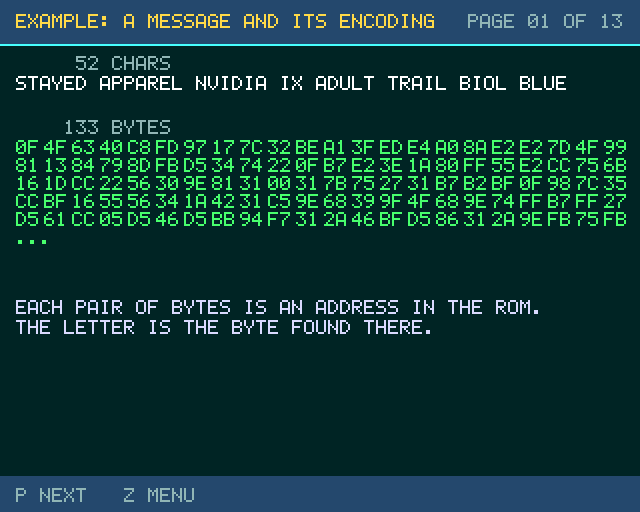 EXAMPLE: A MESSAGE AND ITS ENCODING PAGE 01 OF 13
52 CHARS
STAYED APPAREL NVIDIA IX ADULT TRAIL BIOL BLUE
133 BYTES
0F 4F 63 40 C8 FD 97 17 7C 32 BE A1 3F ED E4 A0 8A E2 E2 7D 4F 99
81 13 84 79 8D FB D5 34 74 22 0F B7 E2 3E 1A 80 FF 55 E2 CC 75 6B
16 1D CC 22 56 30 9E 81 31 00 31 7B 75 27 31 B7 B2 BF 0F 98 7C 35
CC BF 16 55 56 34 1A 42 31 C5 9E 68 39 9F 4F 68 9E 74 FF B7 FF 27
D5 61 CC 05 D5 46 D5 BB 94 F7 31 2A 46 BF D5 86 31 2A 9E FB 75 FB
...
EACH PAIR OF BYTES IS AN ADDRESS IN THE ROM.
THE LETTER IS THE BYTE FOUND THERE.
P NEXT Z MENU